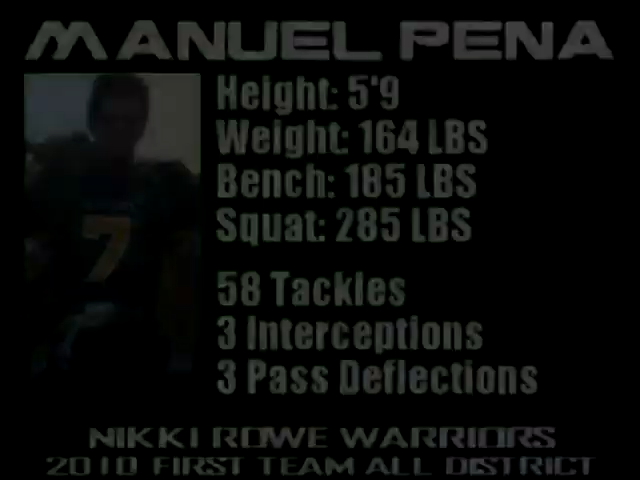 MANUEL PENA
Height: 5'9
Weight: 164 LBS
Bench: 185 LBS
Squat: 285 LBS
7
58 Tackles
3 Interceptions
3 Pass Deflections
NIKKI ROWE WARRIORS
2010 FIRST TEAM ALL DISTRICT